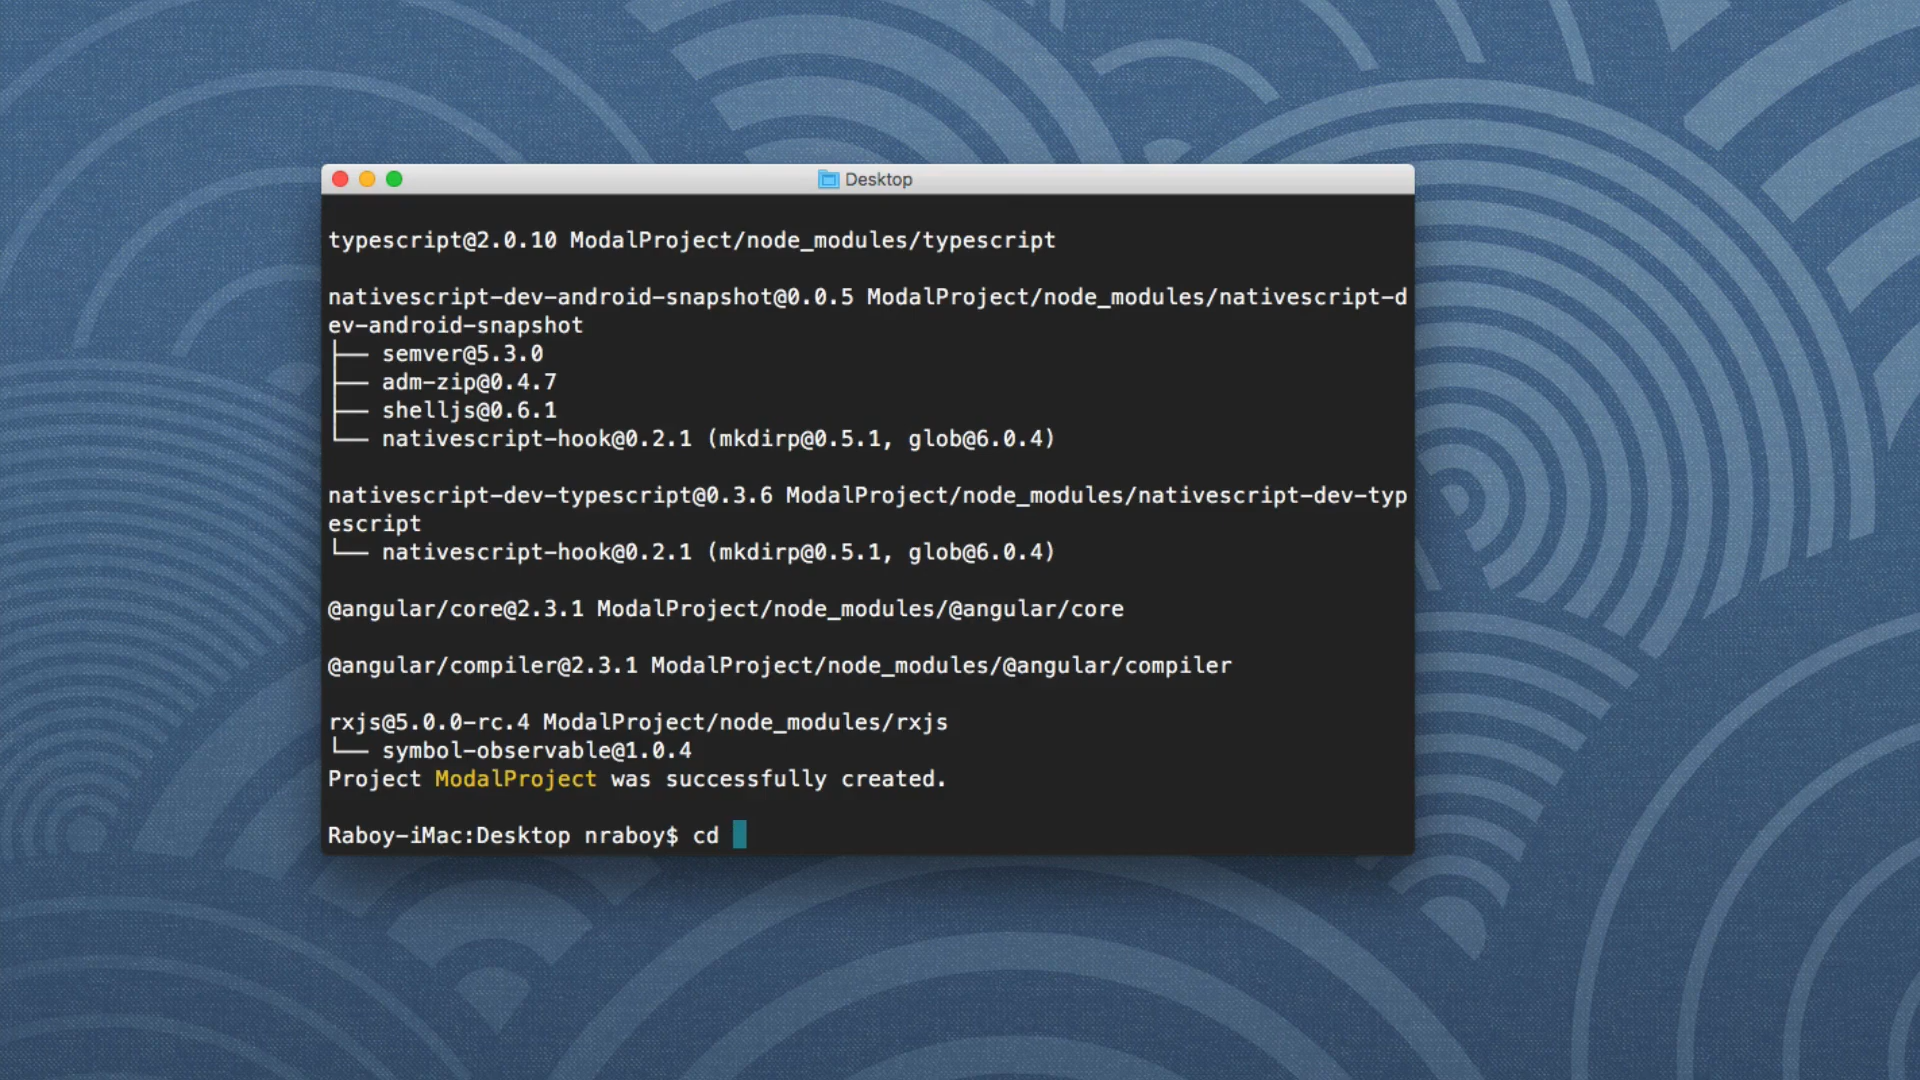 Desktop
typescript@2.0.10 ModalProject/node_modules/typescript
nativescript-dev-android-snapshot@0.0.5 ModalProject/node_modules/nativescript-d
ev-android-snapshot
├── semver@5.3.0
├── adm-zip@0.4.7
├── shelljs@0.6.1
└── nativescript-hook@0.2.1 (mkdirp@0.5.1, glob@6.0.4)
nativescript-dev-typescript@0.3.6 ModalProject/node_modules/nativescript-dev-typ
escript
└── nativescript-hook@0.2.1 (mkdirp@0.5.1, glob@6.0.4)
@angular/core@2.3.1 ModalProject/node_modules/@angular/core
@angular/compiler@2.3.1 ModalProject/node_modules/@angular/compiler
rxjs@5.0.0-rc.4 ModalProject/node_modules/rxjs
└── symbol-observable@1.0.4
Project ModalProject was successfully created.
Raboy-iMac:Desktop nraboy$ cd